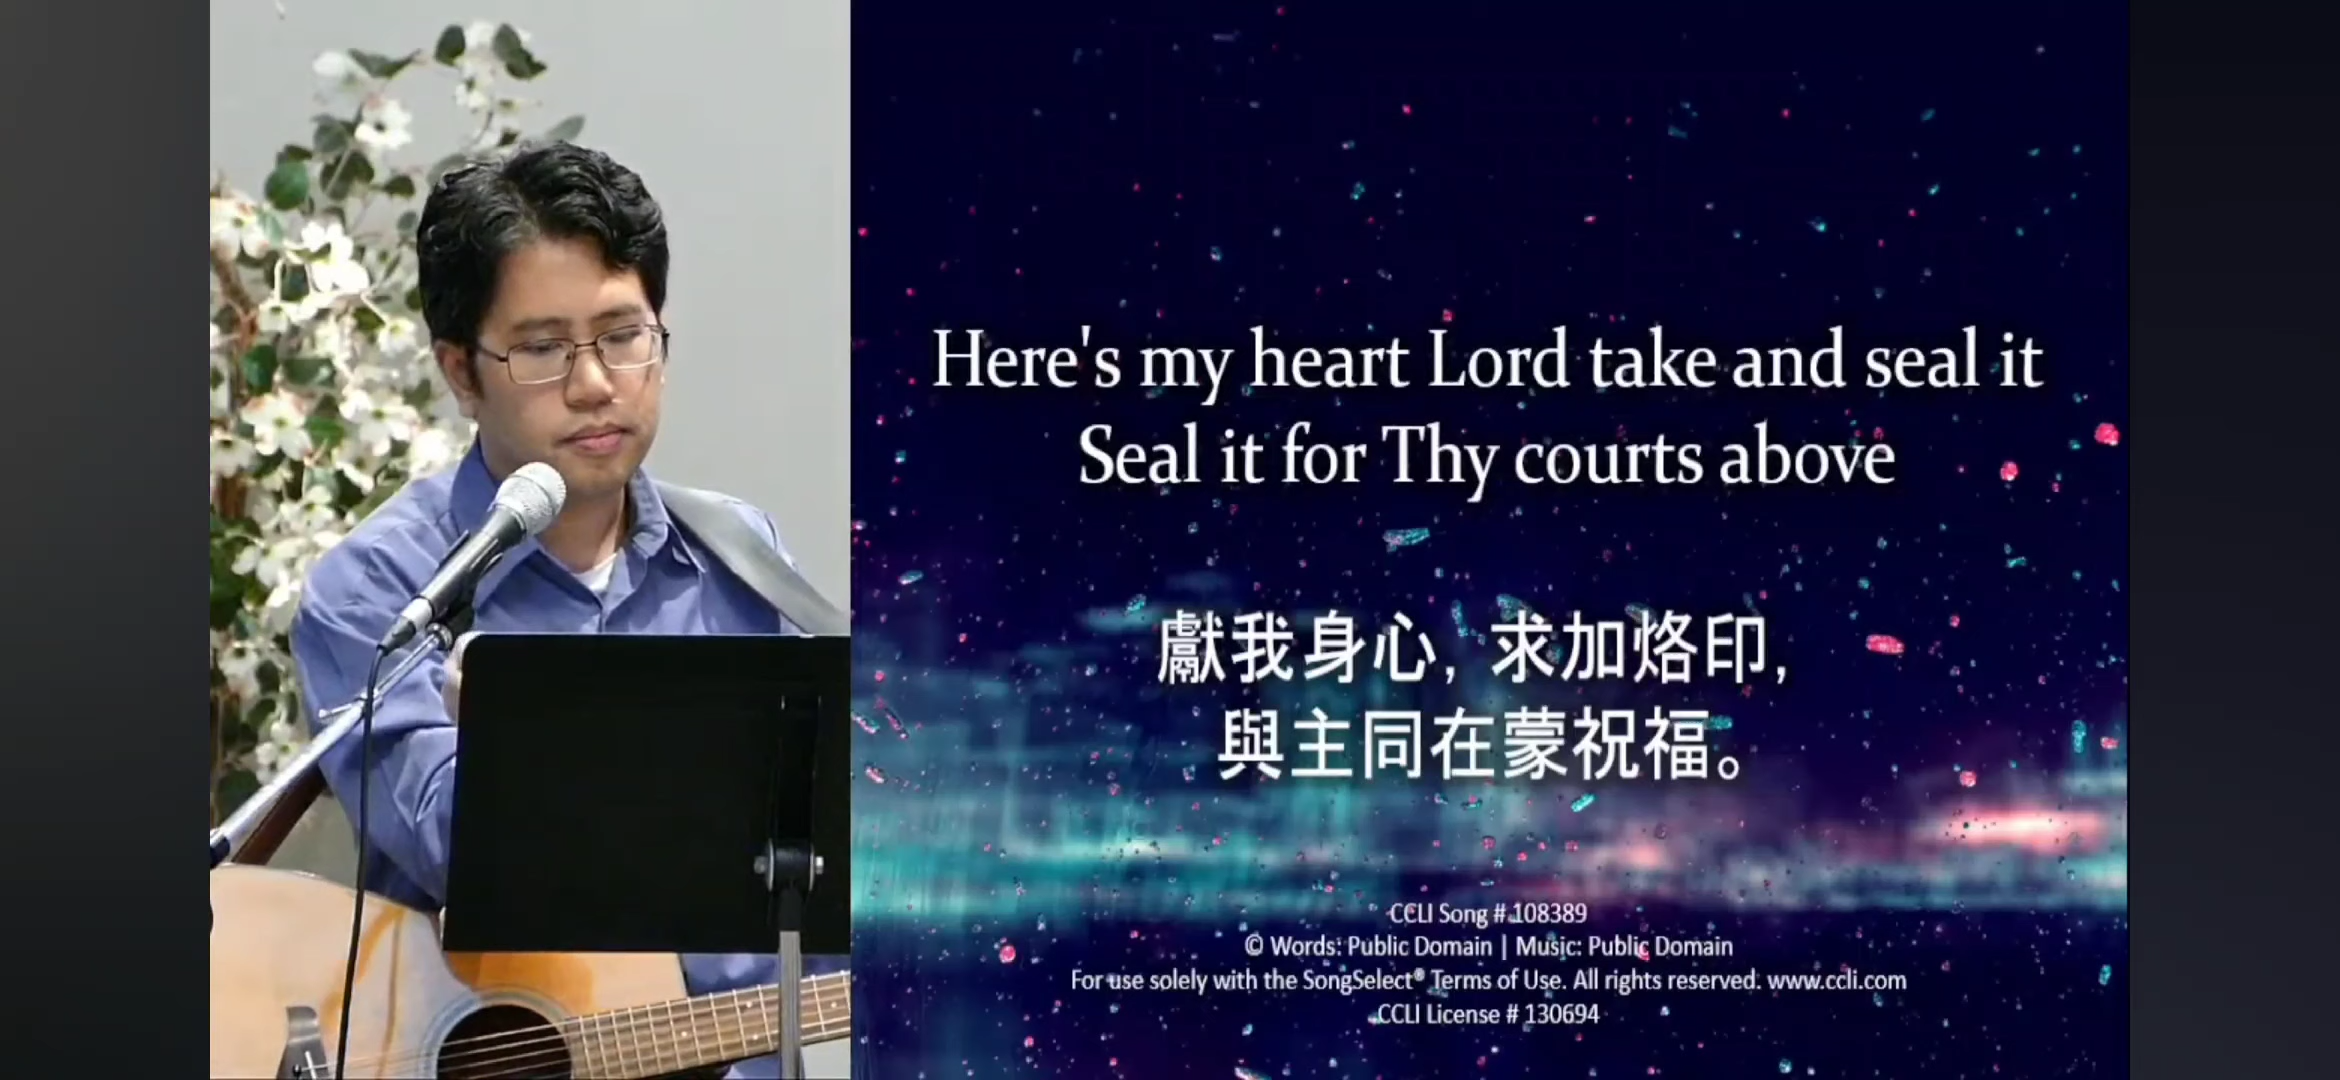 Here's my heart Lord take and seal it
Seal it for Thy courts above
獻我身心, 求加烙印,
與主同在蒙祝福。
CCLI Song # 108389
© Words: Public Domain | Music: Public Domain
For use solely with the SongSelect® Terms of Use. All rights reserved. www.ccli.com
CCLI License # 130694